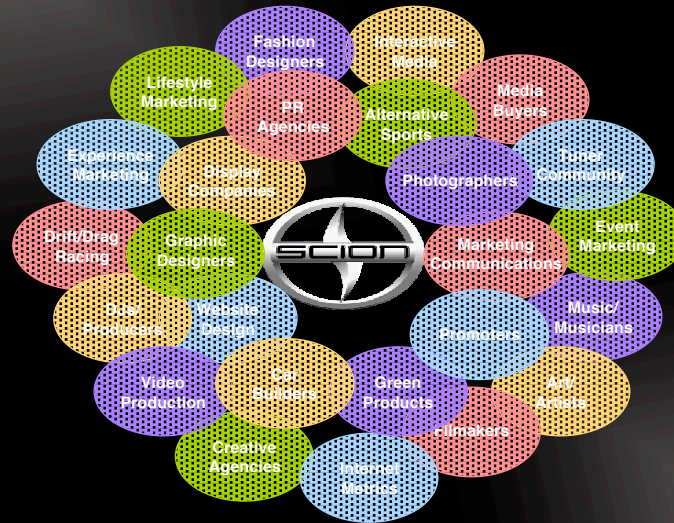 Fashion
Designers
Interactive
Media
Lifestyle
Marketing
PR
Agencies
Alternative
Sports
Media
Buyers
Experience
Marketing
Display
Companies
Photographers
Tuner
Community
Drift/Drag
Racing
Graphic
Designers
SCION
Marketing
Communications
Event
Marketing
DJs/
Producers
Website
Design
Promoters
Music/
Musicians
Video
Production
Car
Builders
Green
Products
Art/
Artists
Creative
Agencies
Filmakers
Internet
Metrics